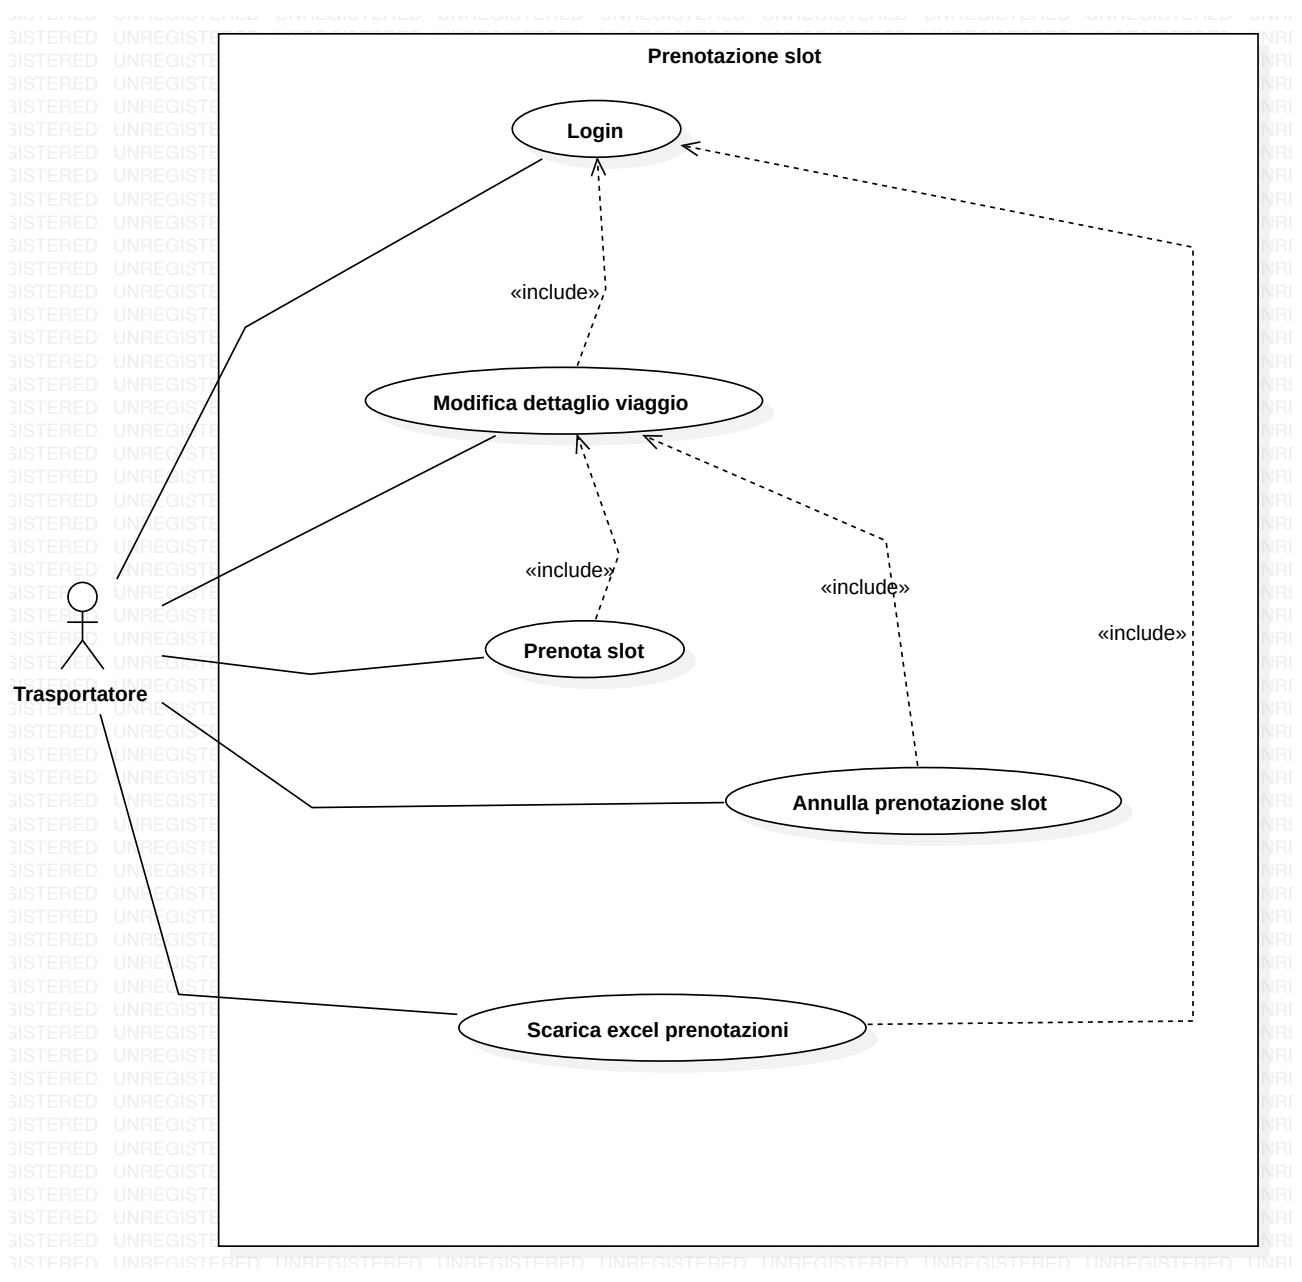 Prenotazione slot
Login
«include»
Modifica dettaglio viaggio
«include»
«include»
«include»
Prenota slot
Trasportatore
Annulla prenotazione slot
Scarica excel prenotazioni
UNREGISTERED